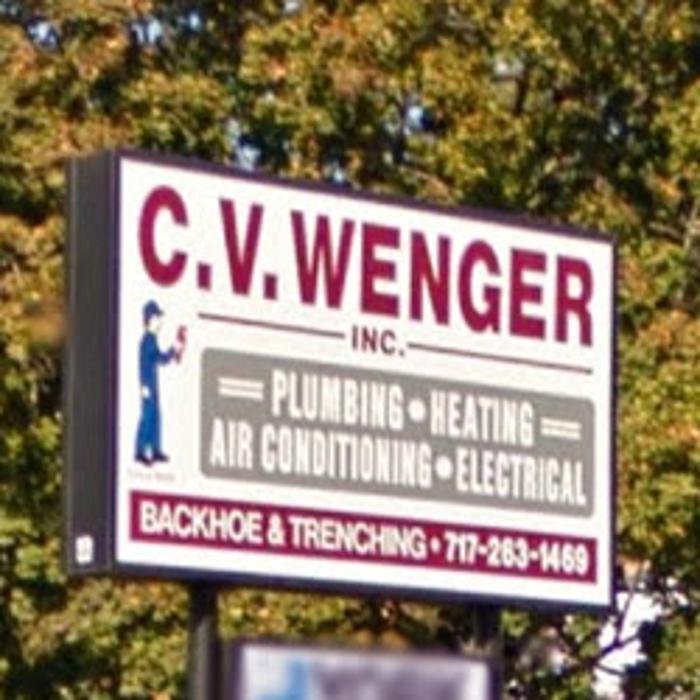 C.V. WENGER
INC.
PLUMBING • HEATING
AIR CONDITIONING • ELECTRICAL
BACKHOE & TRENCHING • 717-263-1469